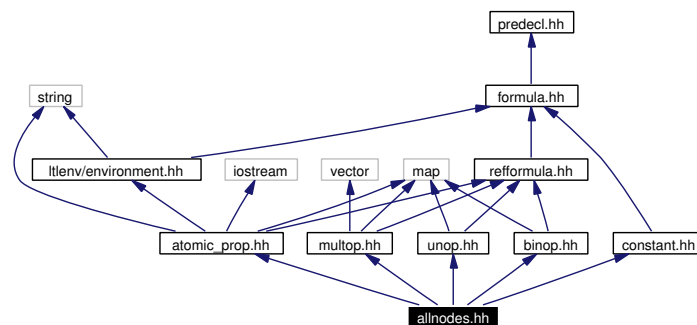 predecl.hh
string
formula.hh
ltlenv/environment.hh
iostream
vector
map
refformula.hh
atomic_prop.hh
multop.hh
unop.hh
binop.hh
constant.hh
allnodes.hh